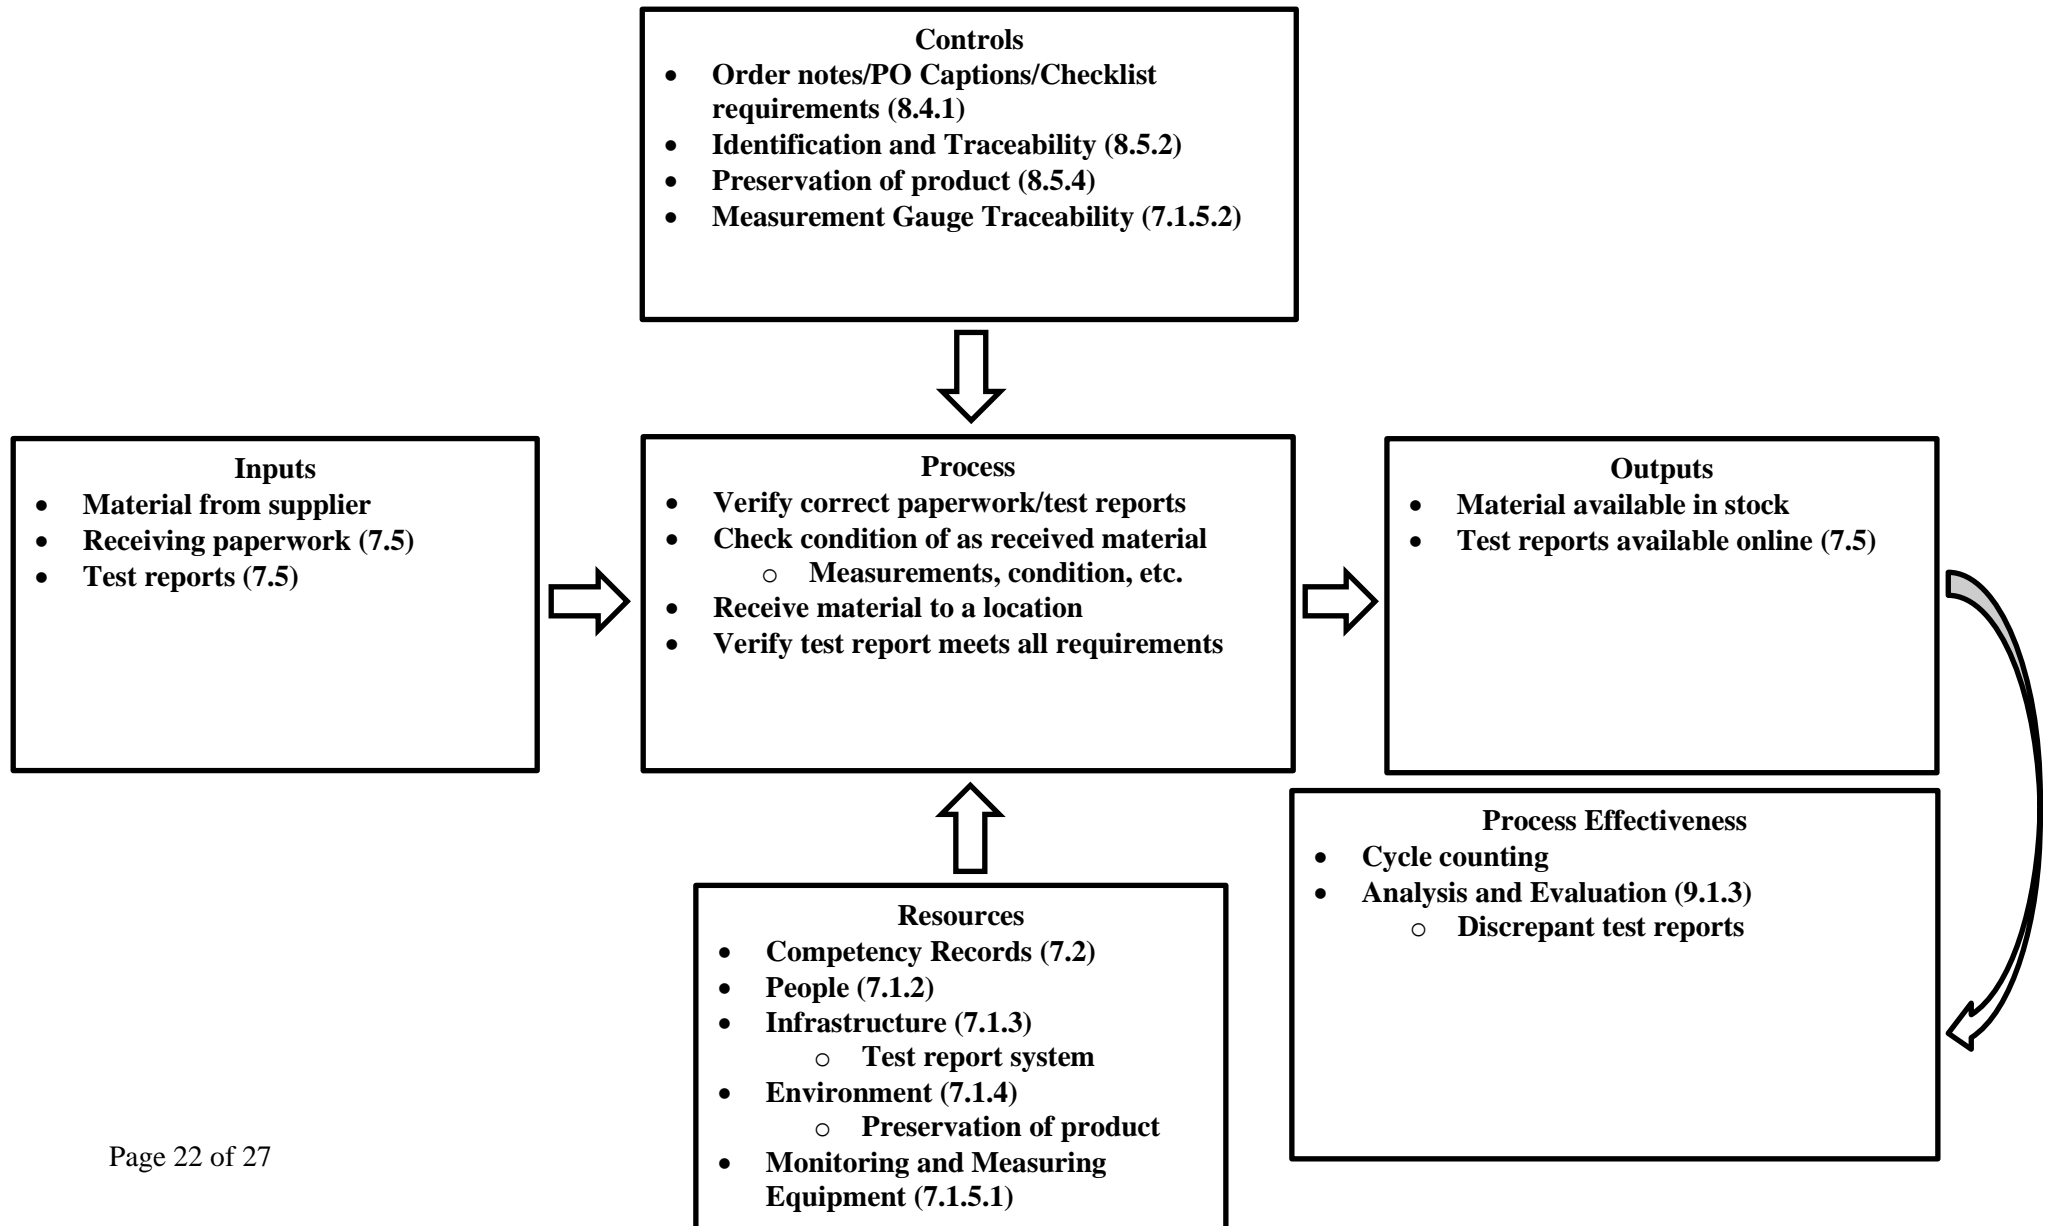 Controls
• Order notes/PO Captions/Checklist
requirements (8.4.1)
• Identification and Traceability (8.5.2)
• Preservation of product (8.5.4)
• Measurement Gauge Traceability (7.1.5.2)
Inputs
• Material from supplier
• Receiving paperwork (7.5)
• Test reports (7.5)
Process
• Verify correct paperwork/test reports
• Check condition of as received material
o Measurements, condition, etc.
• Receive material to a location
• Verify test report meets all requirements
Outputs
• Material available in stock
• Test reports available online (7.5)
Process Effectiveness
• Cycle counting
• Analysis and Evaluation (9.1.3)
o Discrepant test reports
Resources
• Competency Records (7.2)
• People (7.1.2)
• Infrastructure (7.1.3)
o Test report system
• Environment (7.1.4)
o Preservation of product
• Monitoring and Measuring
Equipment (7.1.5.1)
Page 22 of 27